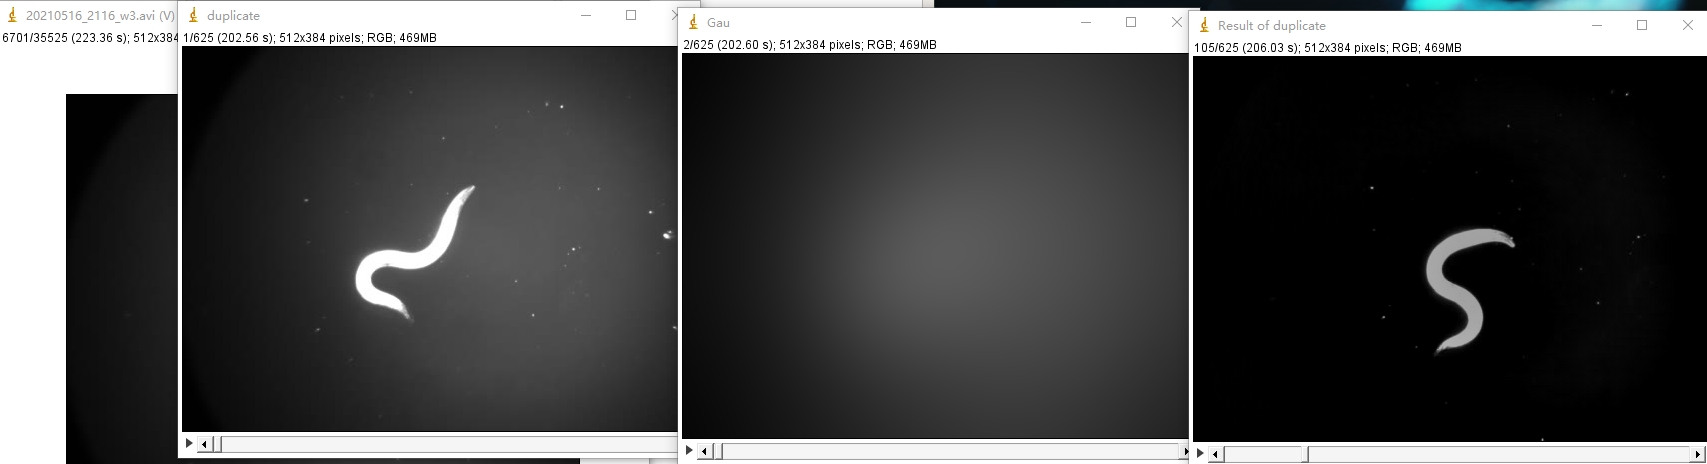 20210516_2116_w3.avi (V)
6701/35525 (223.36 s); 512x384
duplicate
1/625 (202.56 s); 512x384 pixels; RGB; 469MB
Gau
2/625 (202.60 s); 512x384 pixels; RGB; 469MB
Result of duplicate
105/625 (206.03 s); 512x384 pixels; RGB; 469MB